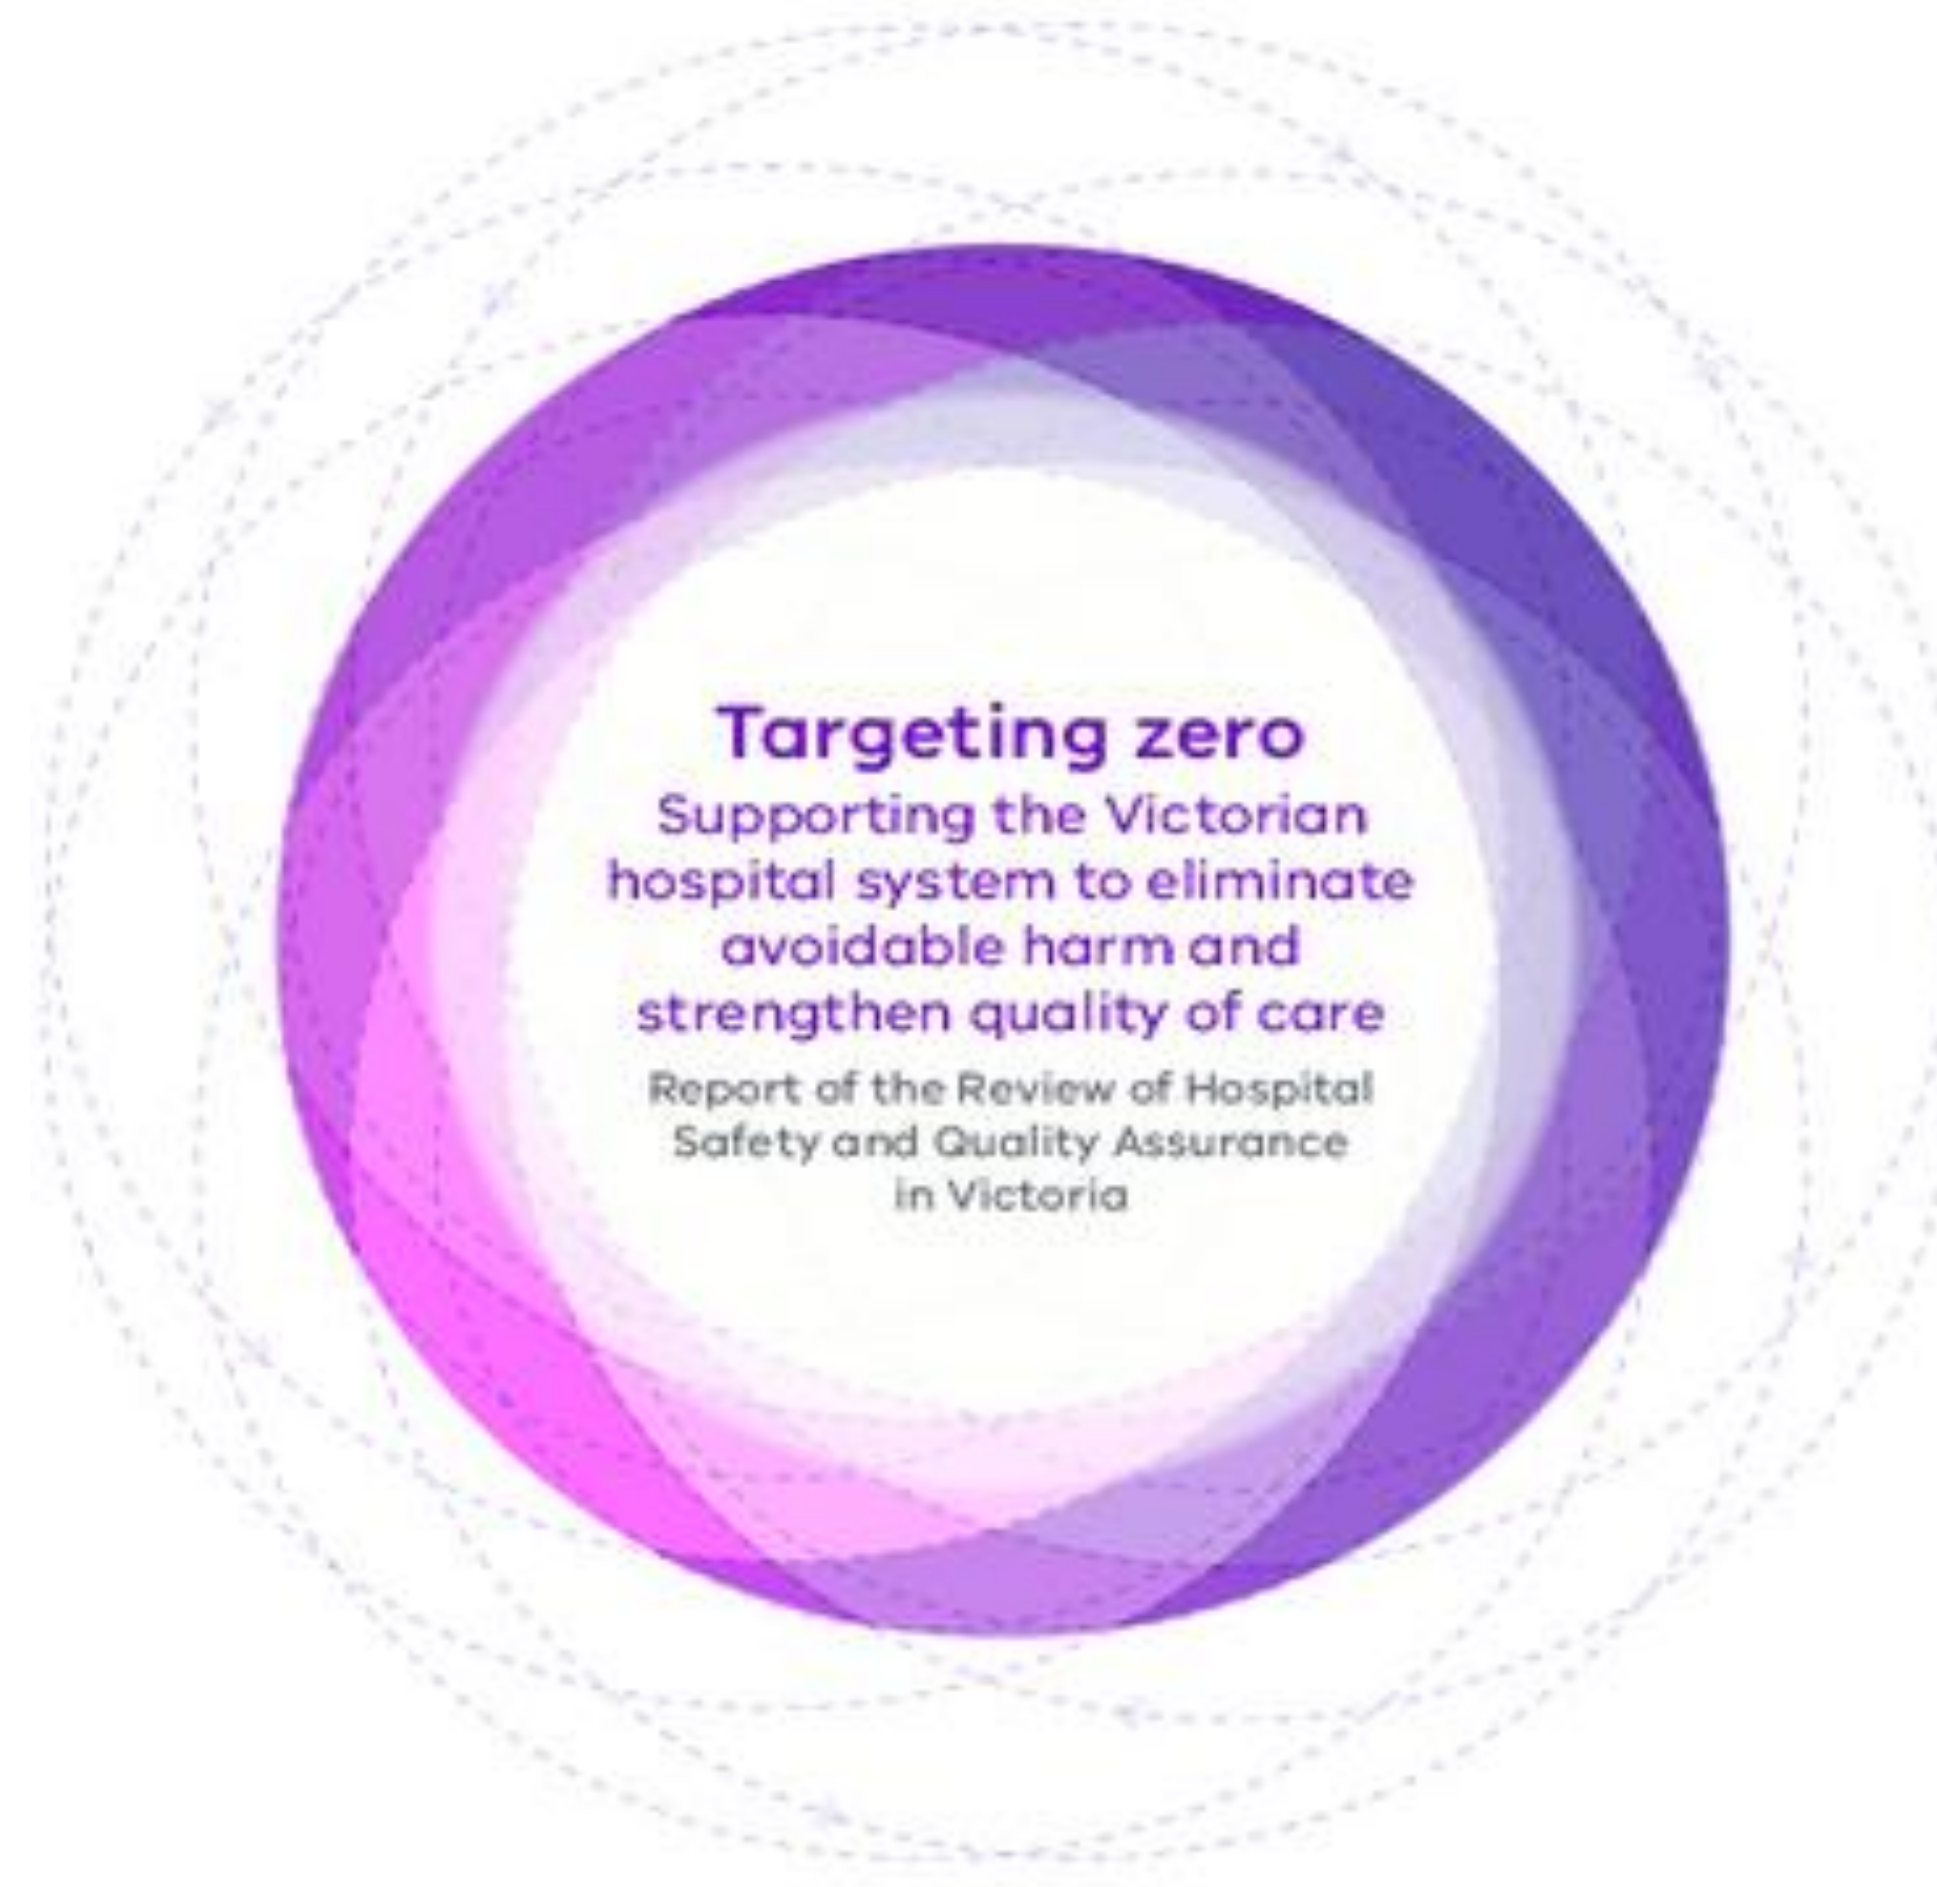 Targeting zero
Supporting the Victorian
hospital system to eliminate
avoidable harm and
strengthen quality of care
Report of the Review of Hospital
Safety and Quality Assurance
in Victoria